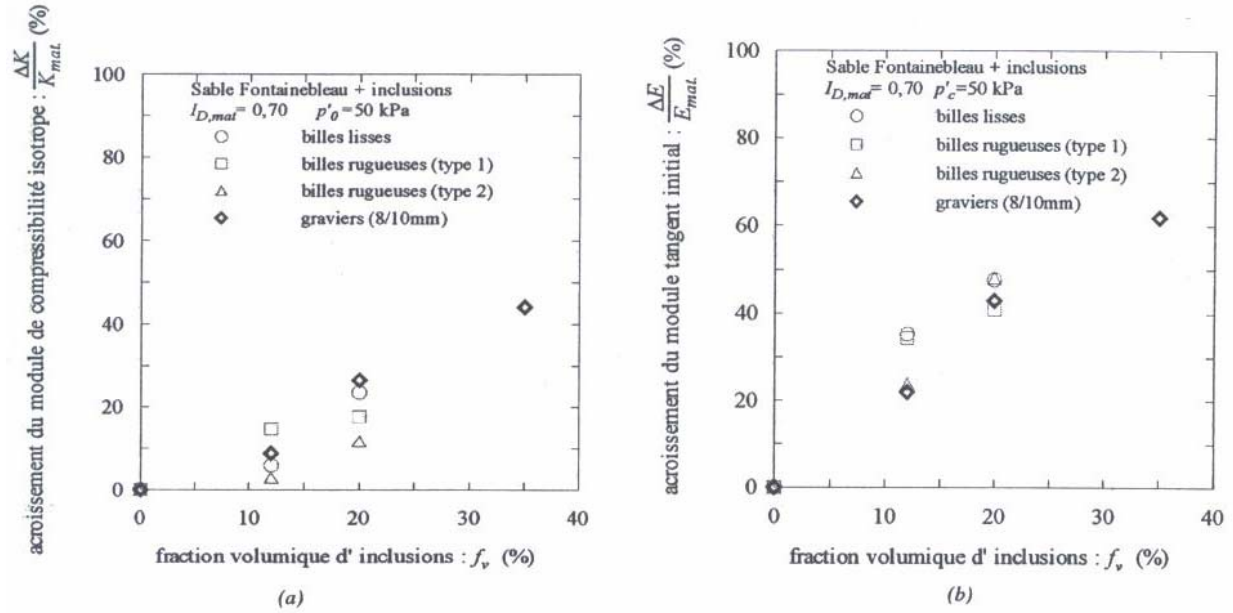 acroissement du module de compressibilité isotrope : ΔK/K_mat. (%)
100
80
60
40
20
0
Sable Fontainebleau + inclusions
I_D,mat= 0,70 p'_0=50 kPa
billes lisses
billes rugueuses (type 1)
billes rugueuses (type 2)
graviers (8/10mm)
0 10 20 30 40
fraction volumique d' inclusions : f_v (%)
(a)
acroissement du module tangent initial : ΔE/E_mat. (%)
100
80
60
40
20
0
Sable Fontainebleau + inclusions
I_D,mat= 0,70 p'_c=50 kPa
billes lisses
billes rugueuses (type 1)
billes rugueuses (type 2)
graviers (8/10mm)
0 10 20 30 40
fraction volumique d' inclusions : f_v (%)
(b)